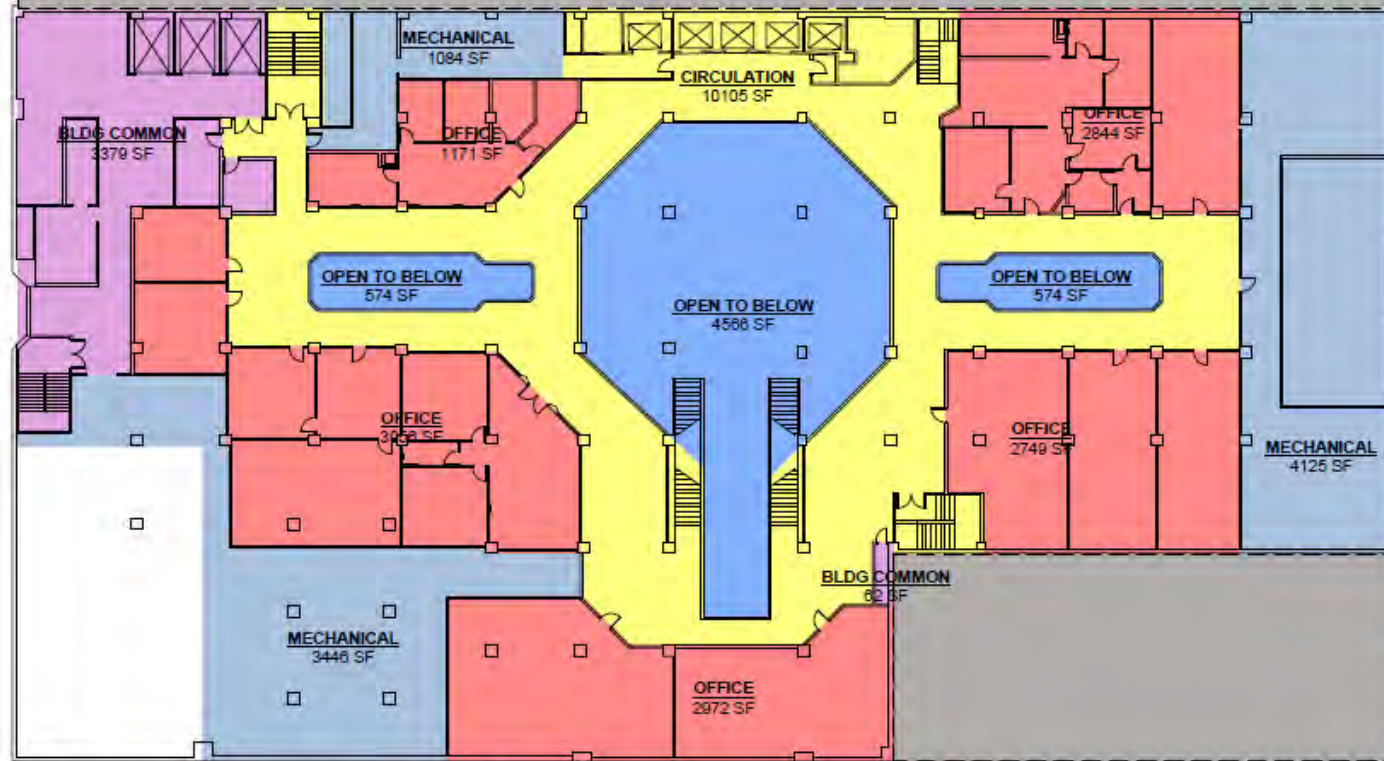 MECHANICAL
1084 SF
CIRCULATION
10105 SF
BLDG COMMON
3379 SF
OFFICE
1171 SF
OFFICE
2844 SF
OPEN TO BELOW
574 SF
OPEN TO BELOW
4566 SF
OPEN TO BELOW
574 SF
OFFICE
SF
OFFICE
2749 SF
MECHANICAL
4125 SF
BLDG COMMON
62 SF
MECHANICAL
3446 SF
OFFICE
2972 SF